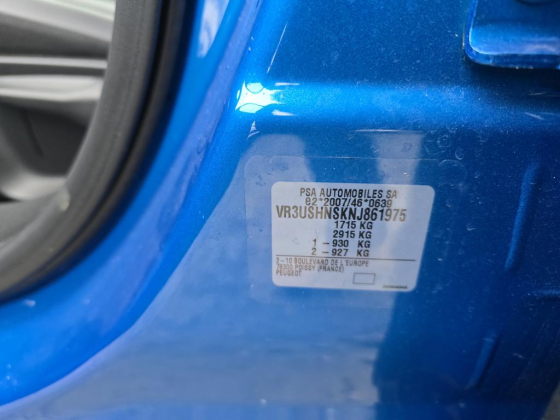 PSA AUTOMOBILES SA
e2*2007/46*0639
VR3USHNSKNJ861975
1715 KG
2915 KG
1 - 930 KG
2 - 927 KG
2-10 BOULEVARD DE L'EUROPE
78300 POISSY (FRANCE)
PEUGEOT